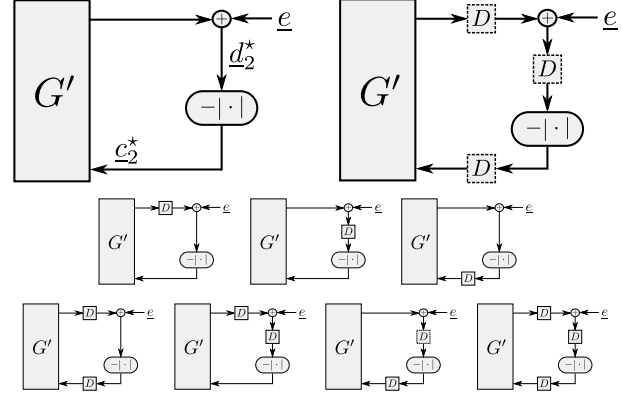 G′ e d₂⋆ −|·| c₂⋆
G′ D e D −|·| D
G′ D e −|·|
G′ e D −|·|
G′ e −|·| D
G′ D e −|·| D
G′ D e D −|·|
G′ e D −|·| D
G′ D e D −|·| D